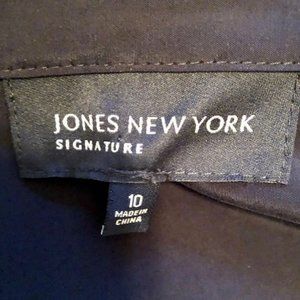 JONES NEW YORK
SIGNATURE
10
MADE IN
CHINA